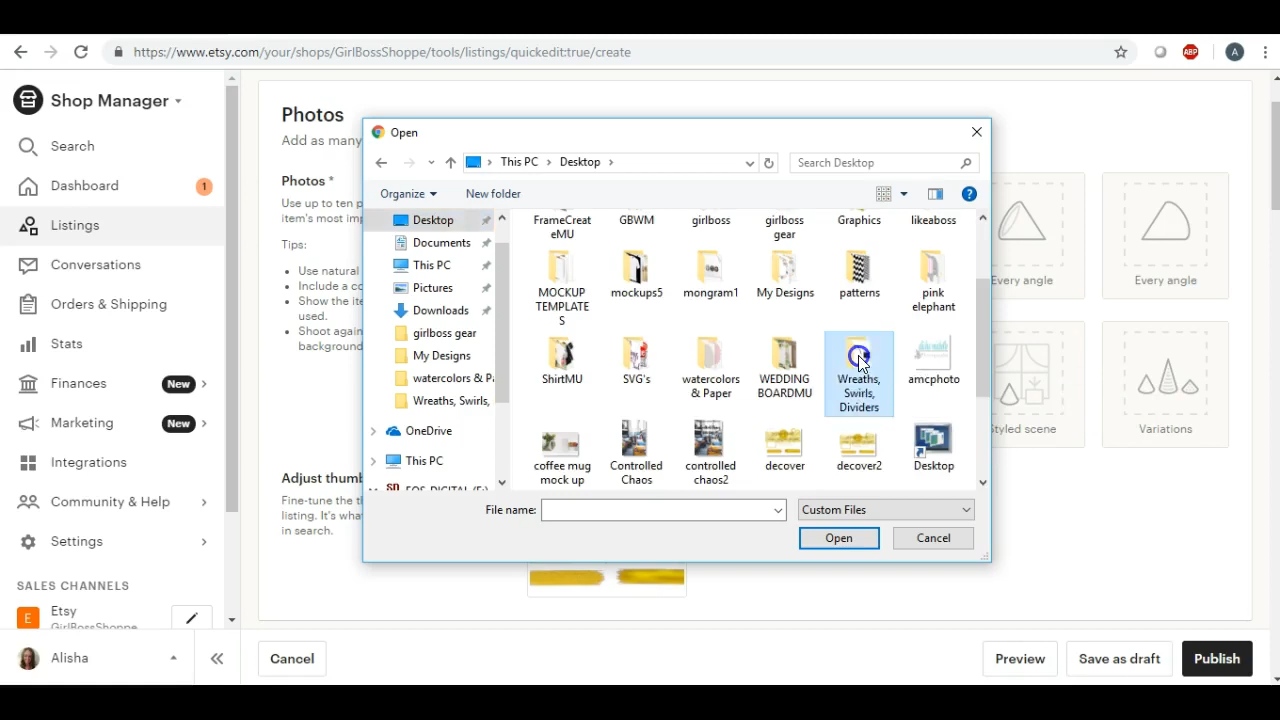 https://www.etsy.com/your/shops/GirlBossShoppe/tools/listings/quickedit:true/create
ABP
A
Shop Manager
Search
Dashboard
1
Listings
Conversations
Orders & Shipping
Stats
Finances
New
Marketing
New
Integrations
Community & Help
Settings
SALES CHANNELS
E
Etsy
GirlBossShoppe
Alisha
Photos
Add as many
Photos *
Use up to ten p
item's most imp
Tips:
Use natural
Include a co
Show the ite
used.
Shoot again
background
Adjust thum
Fine-tune the t
listing. It's wha
in search.
Open
This PC
Desktop
Search Desktop
Organize
New folder
Desktop
Documents
This PC
Pictures
Downloads
girlboss gear
My Designs
watercolors & Pa
Wreaths, Swirls,
OneDrive
This PC
EOS_DIGITAL (F:)
FrameCreat
eMU
GBWM
girlboss
girlboss
gear
Graphics
likeaboss
MOCKUP
TEMPLATE
S
mockups5
mongram1
My Designs
patterns
pink
elephant
ShirtMU
SVG's
watercolors
& Paper
WEDDING
BOARDMU
Wreaths,
Swirls,
Dividers
amcphoto
coffee mug
mock up
Controlled
Chaos
controlled
chaos2
decover
decover2
Desktop
File name:
Custom Files
Open
Cancel
Every angle
Every angle
Styled scene
Variations
Cancel
Preview
Save as draft
Publish